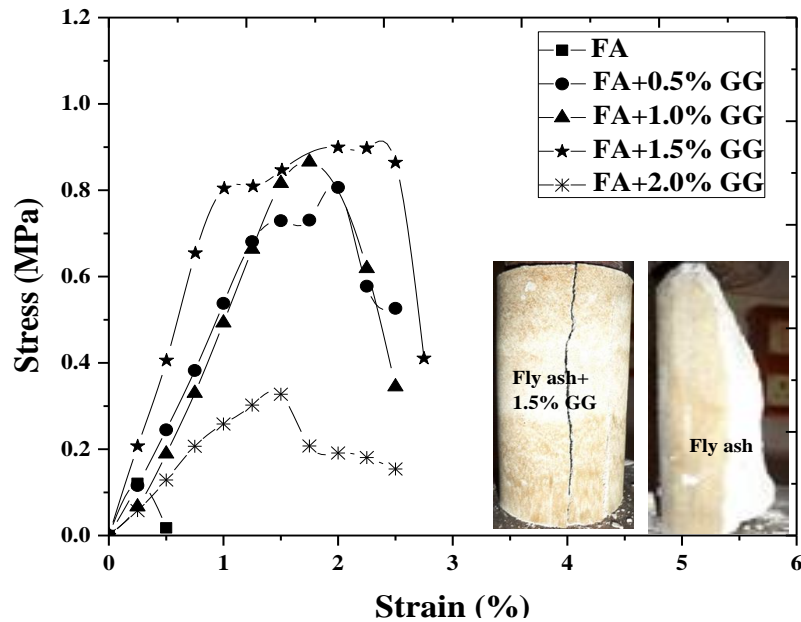 1.2
1.0
0.8
0.6
0.4
0.2
0.0
Stress (MPa)
0
1
2
3
4
5
6
Strain (%)
FA
FA+0.5% GG
FA+1.0% GG
FA+1.5% GG
FA+2.0% GG
Fly ash+
1.5% GG
Fly ash